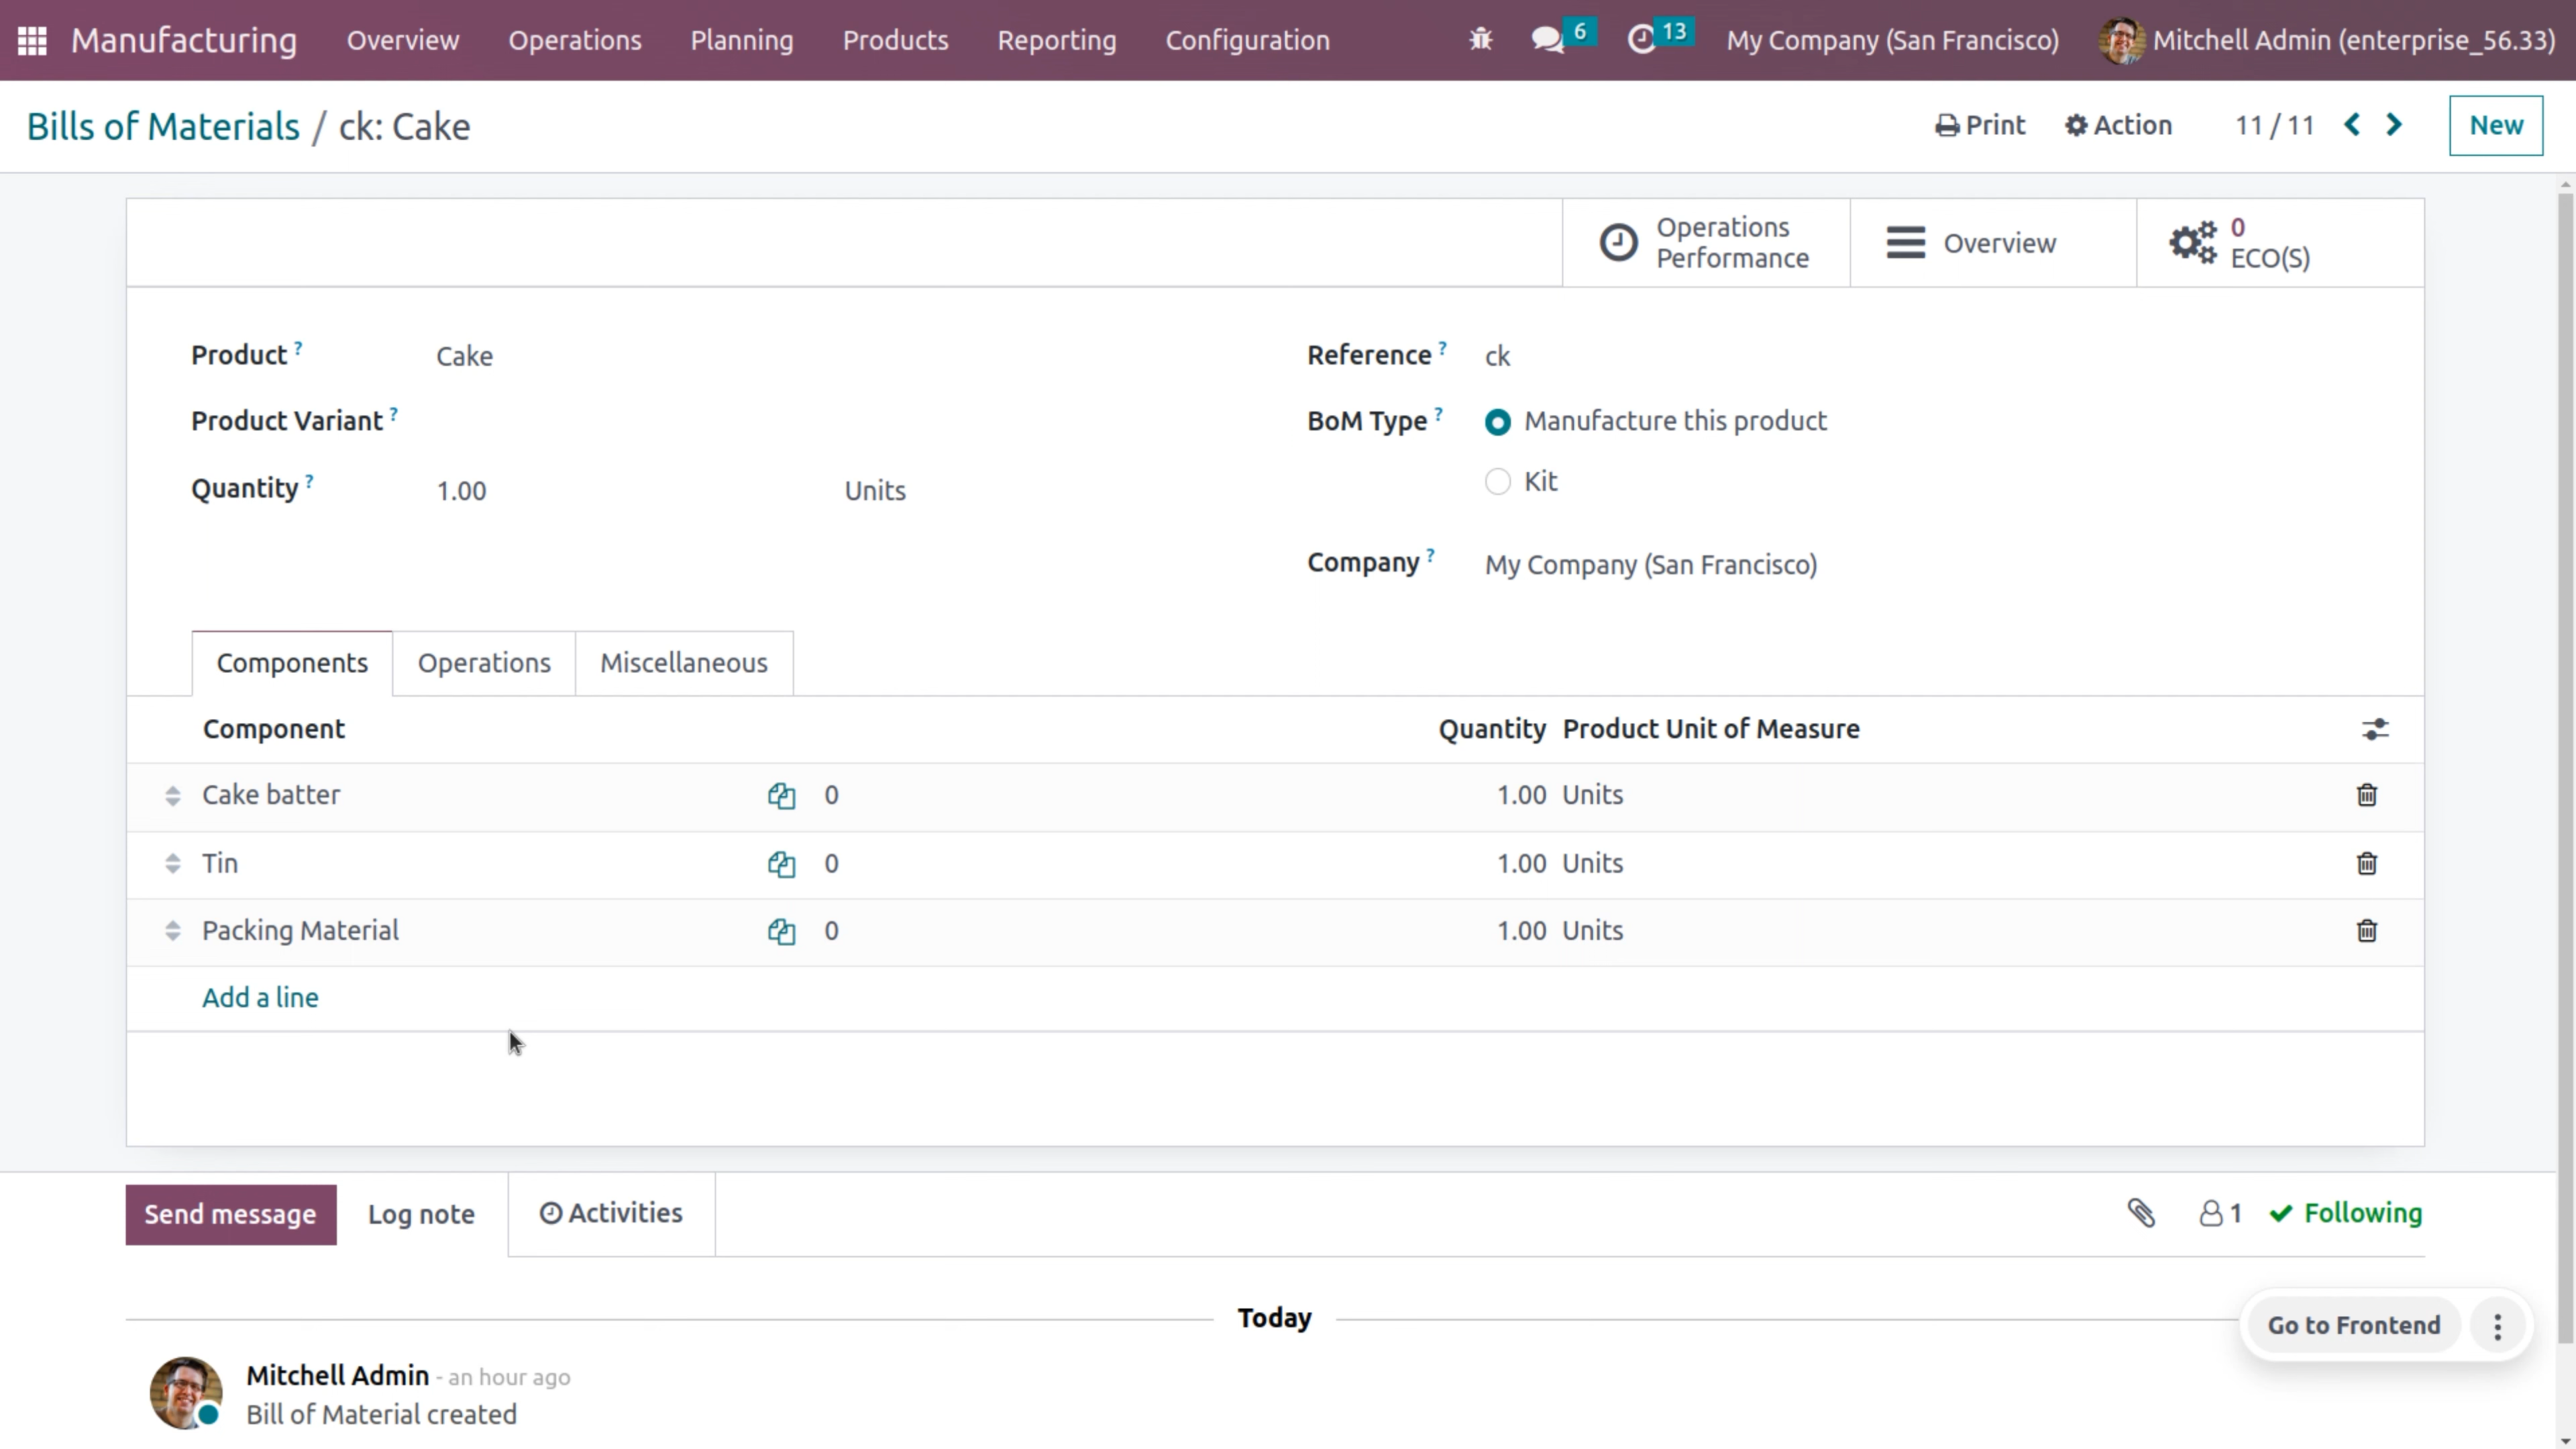 Manufacturing Overview Operations Planning Products Reporting Configuration 6 13 My Company (San Francisco) Mitchell Admin (enterprise_56.33)
Bills of Materials / ck: Cake Print Action 11 / 11 New
Operations Performance Overview 0 ECO(S)
Product ? Cake Reference ? ck
Product Variant ? BoM Type ? Manufacture this product
Kit
Quantity ? 1.00 Units
Company ? My Company (San Francisco)
Components Operations Miscellaneous
Component Quantity Product Unit of Measure
Cake batter 0 1.00 Units
Tin 0 1.00 Units
Packing Material 0 1.00 Units
Add a line
Send message Log note Activities 1 Following
Today
Go to Frontend
Mitchell Admin - an hour ago
Bill of Material created